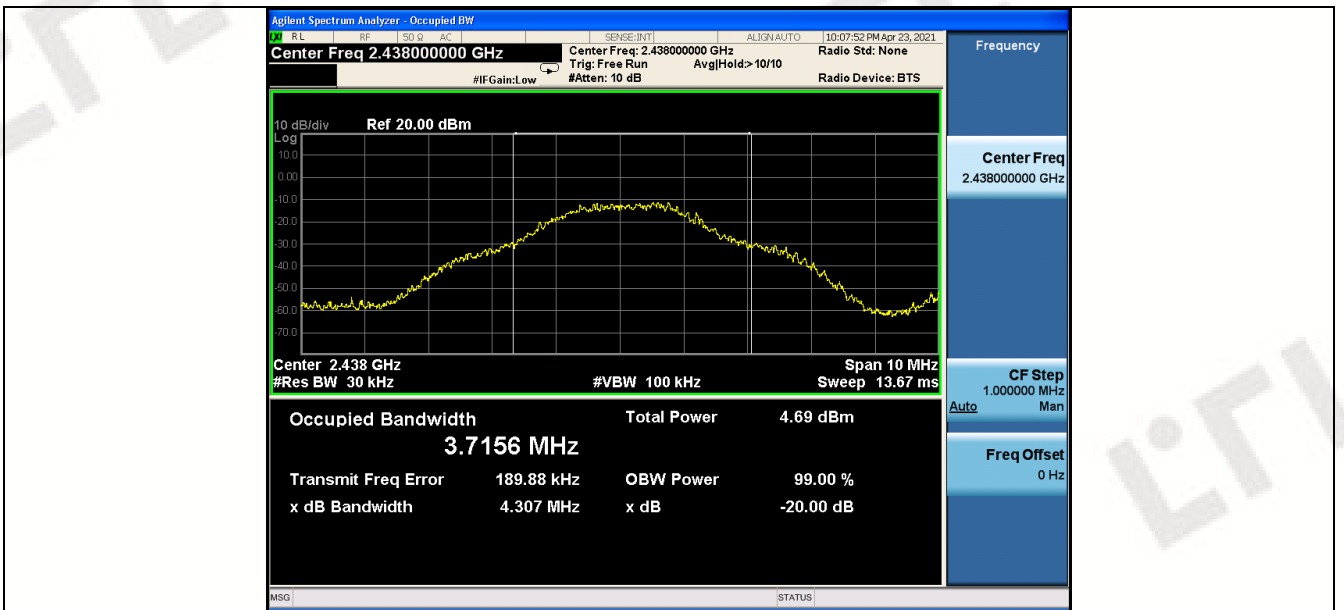 Agilent Spectrum Analyzer - Occupied BW
LXI RL RF 50 Ω AC SENSE:INT ALIGN AUTO 10:07:52 PM Apr 23, 2021
Center Freq 2.438000000 GHz
Center Freq: 2.438000000 GHz
Radio Std: None
Trig: Free Run Avg|Hold:> 10/10
#IFGain:Low #Atten: 10 dB Radio Device: BTS
10 dB/div Ref 20.00 dBm
Log
10.0
0.00
-10.0
-20.0
-30.0
-40.0
-50.0
-60.0
-70.0
Center 2.438 GHz Span 10 MHz
#Res BW 30 kHz #VBW 100 kHz Sweep 13.67 ms
Occupied Bandwidth Total Power 4.69 dBm
3.7156 MHz
Transmit Freq Error 189.88 kHz OBW Power 99.00 %
x dB Bandwidth 4.307 MHz x dB -20.00 dB
MSG STATUS
Frequency
Center Freq
2.438000000 GHz
CF Step
1.000000 MHz
Auto Man
Freq Offset
0 Hz